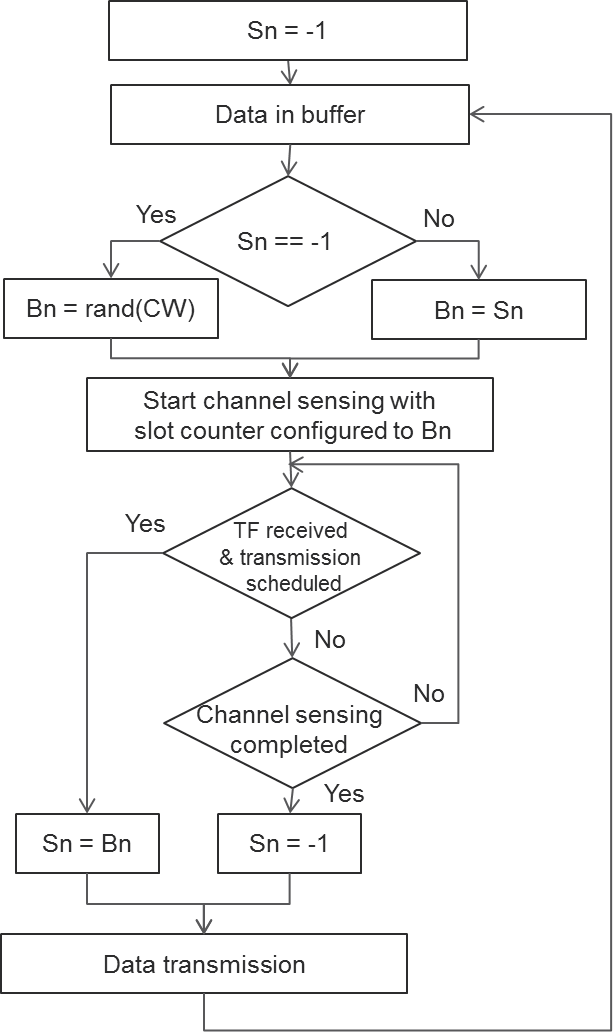 Sn = -1
Data in buffer
Yes
No
Sn == -1
Bn = rand(CW)
Bn = Sn
Start channel sensing with
slot counter configured to Bn
Yes
TF received
& transmission
scheduled
No
No
Channel sensing
completed
Yes
Sn = Bn
Sn = -1
Data transmission